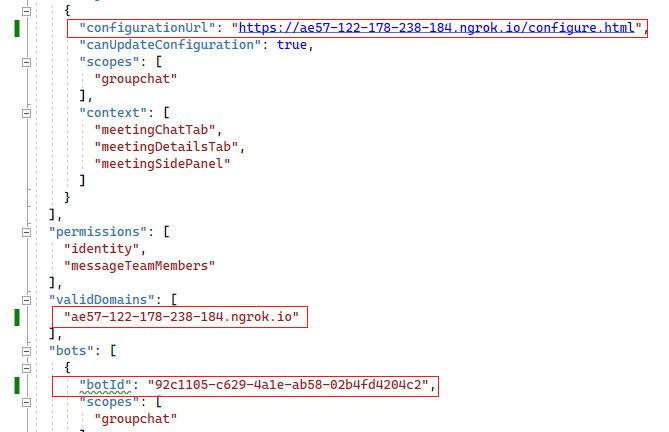 {
"configurationUrl": "https://ae57-122-178-238-184.ngrok.io/configure.html",
"canUpdateConfiguration": true,
"scopes": [
"groupchat"
],
"context": [
"meetingChatTab",
"meetingDetailsTab",
"meetingSidePanel"
]
}
],
"permissions": [
"identity",
"messageTeamMembers"
],
"validDomains": [
"ae57-122-178-238-184.ngrok.io"
],
"bots": [
{
"botId": "92c1105-c629-4a1e-ab58-02b4fd4204c2",
"scopes": [
"groupchat"